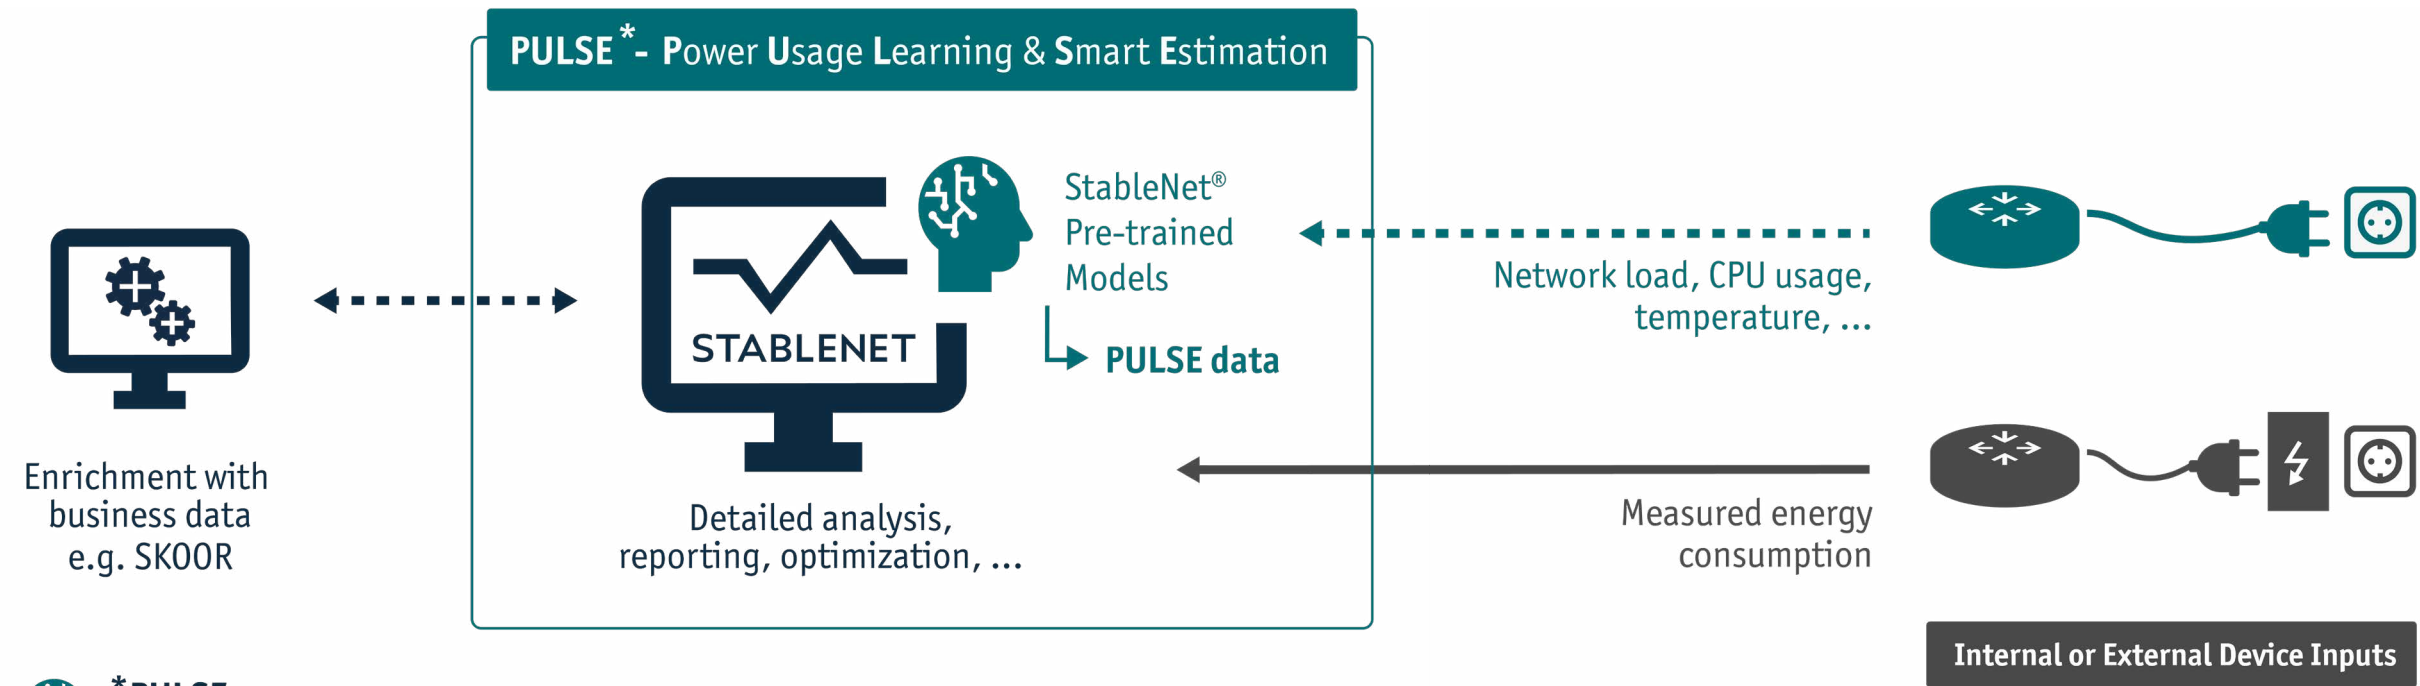 PULSE*- Power Usage Learning & Smart Estimation
StableNet®
Pre-trained
Models
PULSE data
STABLENET
Detailed analysis,
reporting, optimization, ...
Enrichment with
business data
e.g. SKOOR
Network load, CPU usage,
temperature, ...
Measured energy
consumption
Internal or External Device Inputs
*PULSE